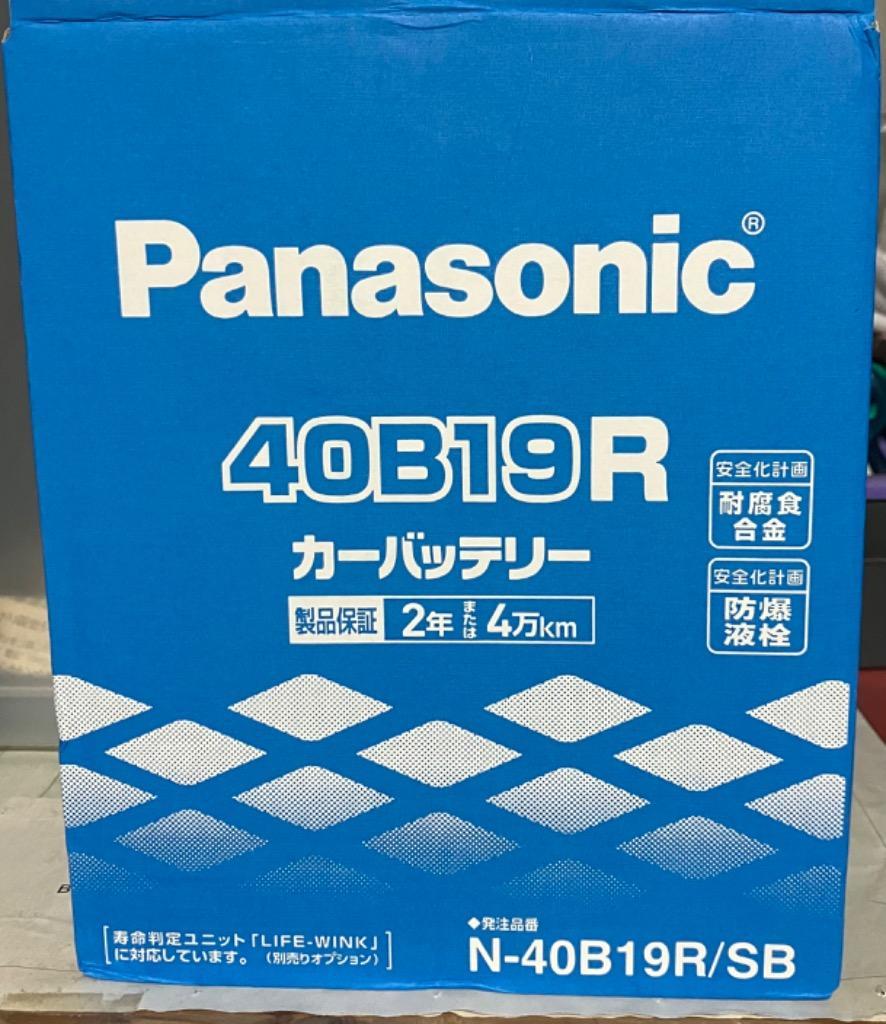 Panasonic®
40B19R
カーバッテリー
製品保証 2年 または 4万km
安全化計画
耐腐食
合金
安全化計画
防爆
液栓
寿命判定ユニット「LIFE-WINK」
に対応しています。(別売りオプション)
◆発注品番
N-40B19R/SB
B